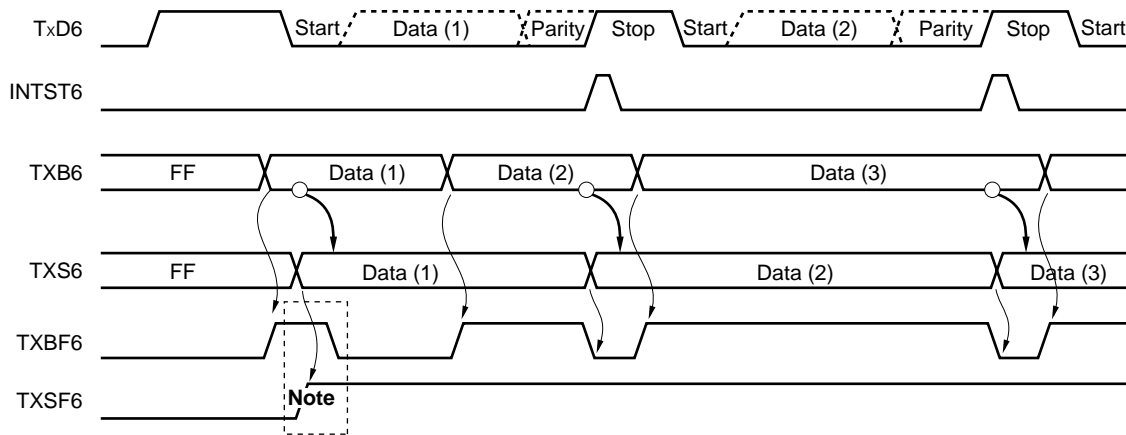 TxD6 Start Data (1) Parity Stop Start Data (2) Parity Stop Start
INTST6
TXB6 FF Data (1) Data (2) Data (3)
TXS6 FF Data (1) Data (2) Data (3)
TXBF6
TXSF6 Note